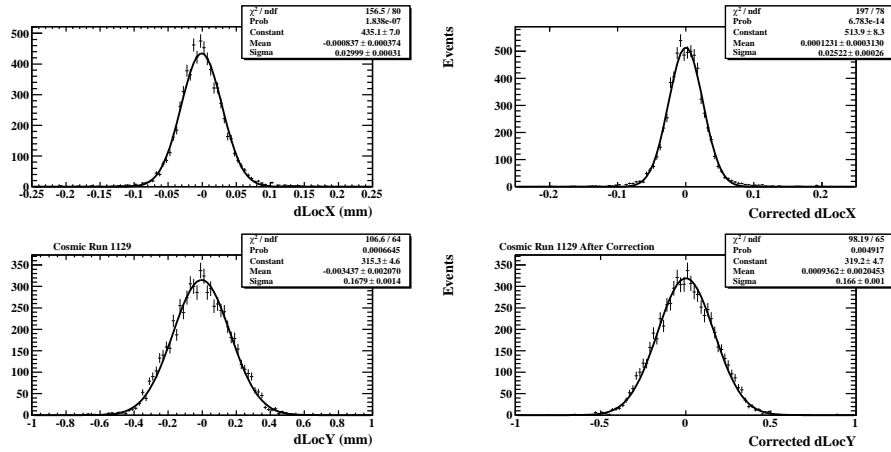 χ² / ndf 156.5 / 80
Prob 1.838e-07
Constant 435.1 ± 7.0
Mean -0.000837 ± 0.000374
Sigma 0.02999 ± 0.00031
500
400
300
200
100
0
-0.25 -0.15 -0.05 -0 0.05 0.15 0.25
dLocX (mm)
χ² / ndf 197 / 78
Prob 6.783e-14
Constant 513.9 ± 8.3
Mean 0.0001231 ± 0.0003130
Sigma 0.02522 ± 0.00026
Events
500
400
300
200
100
0
-0.2 -0.1 0 0.1 0.2
Corrected dLocX
Cosmic Run 1129
χ² / ndf 106.6 / 64
Prob 0.0006645
Constant 315.3 ± 4.6
Mean -0.003437 ± 0.002070
Sigma 0.1679 ± 0.0014
350
300
250
200
150
100
50
0
-1 -0.8 -0.6 -0.4 -0.2 -0 0.2 0.4 0.6 0.8 1
dLocY (mm)
Cosmic Run 1129 After Correction
χ² / ndf 98.19 / 65
Prob 0.004917
Constant 319.2 ± 4.7
Mean 0.0009362 ± 0.0020453
Sigma 0.166 ± 0.001
Events
350
300
250
200
150
100
50
0
-1 -0.5 0 0.5 1
Corrected dLocY